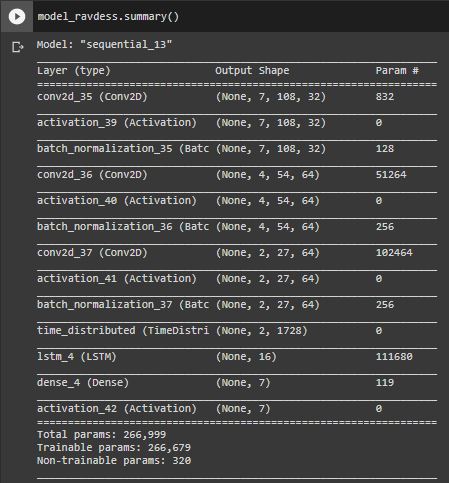 model_ravdess.summary()
Model: "sequential_13"
Layer (type) Output Shape Param #
conv2d_35 (Conv2D) (None, 7, 108, 32) 832
activation_39 (Activation) (None, 7, 108, 32) 0
batch_normalization_35 (Batc (None, 7, 108, 32) 128
conv2d_36 (Conv2D) (None, 4, 54, 64) 51264
activation_40 (Activation) (None, 4, 54, 64) 0
batch_normalization_36 (Batc (None, 4, 54, 64) 256
conv2d_37 (Conv2D) (None, 2, 27, 64) 102464
activation_41 (Activation) (None, 2, 27, 64) 0
batch_normalization_37 (Batc (None, 2, 27, 64) 256
time_distributed (TimeDistri (None, 2, 1728) 0
lstm_4 (LSTM) (None, 16) 111680
dense_4 (Dense) (None, 7) 119
activation_42 (Activation) (None, 7) 0
Total params: 266,999
Trainable params: 266,679
Non-trainable params: 320